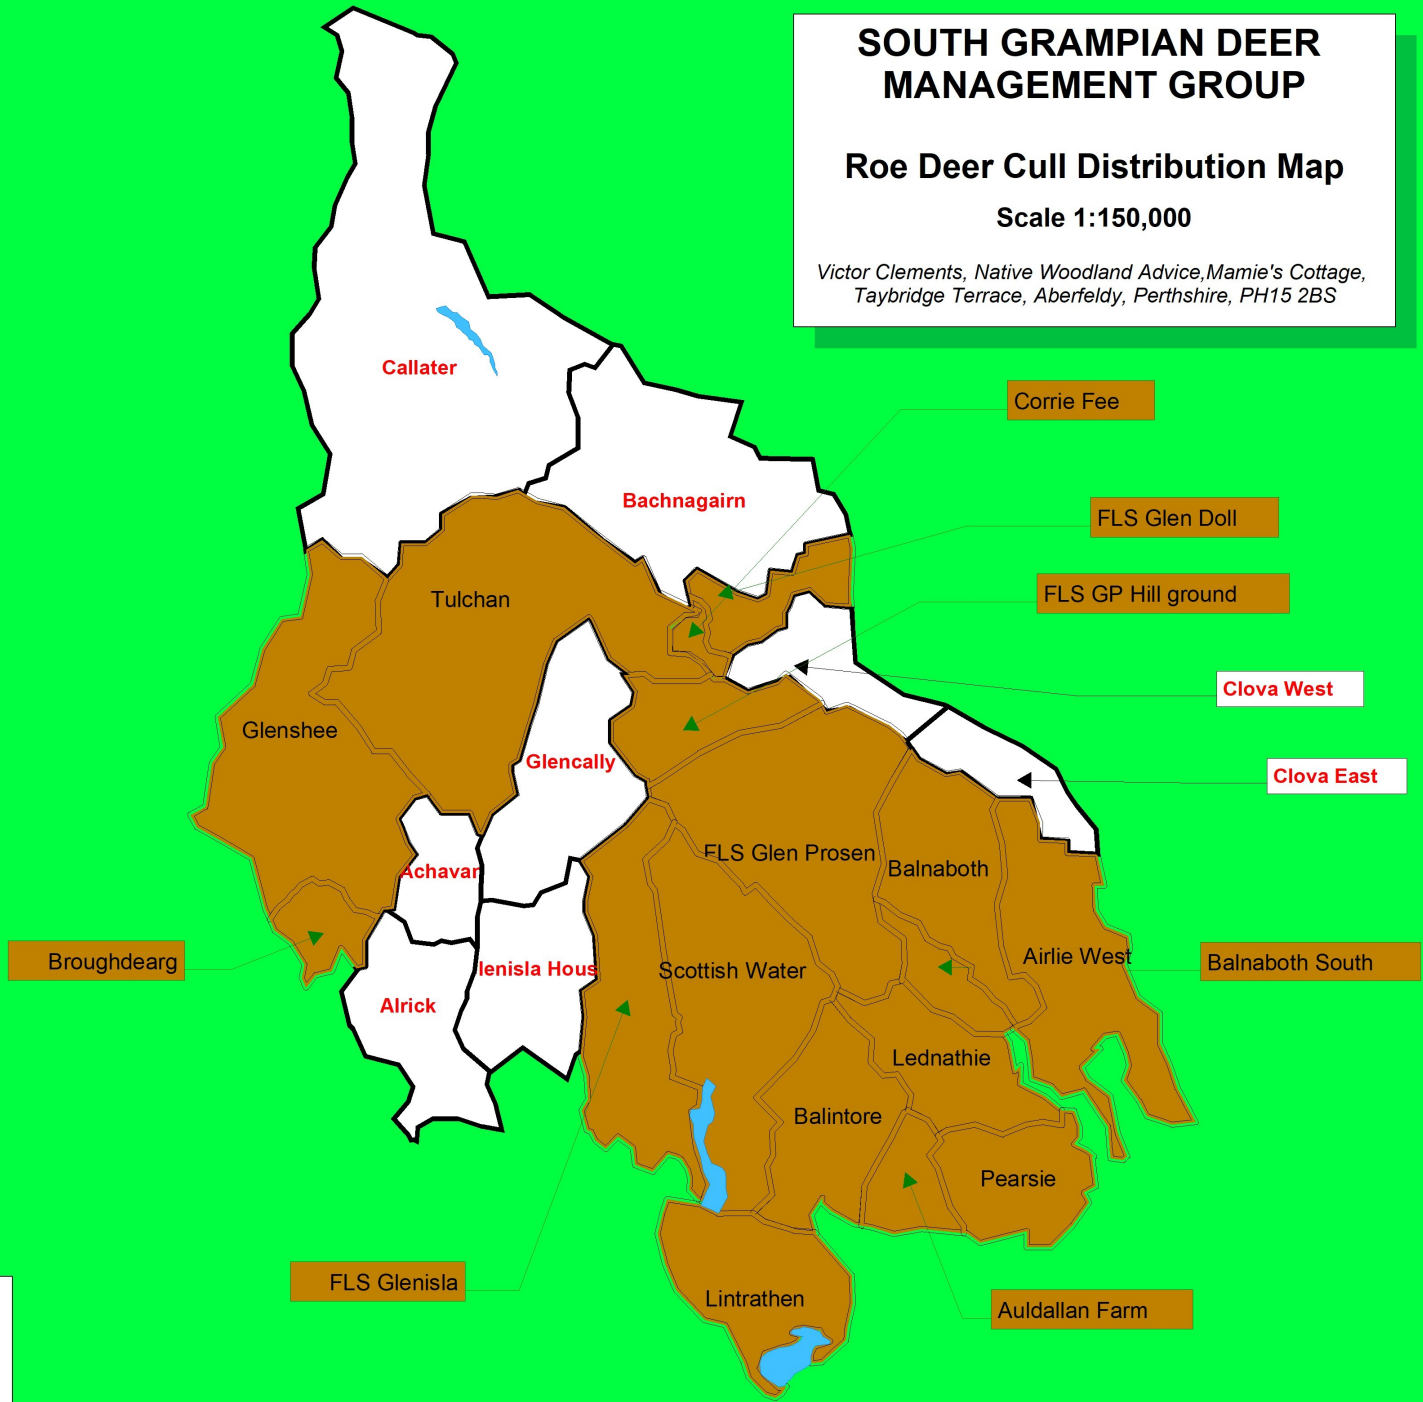 SOUTH GRAMPIAN DEER
MANAGEMENT GROUP
Roe Deer Cull Distribution Map
Scale 1:150,000
Victor Clements, Native Woodland Advice,Mamie's Cottage,
Taybridge Terrace, Aberfeldy, Perthshire, PH15 2BS
Callater
Corrie Fee
Bachnagairn
FLS Glen Doll
Tulchan
FLS GP Hill ground
Clova West
Glenshee
Glencally
Clova East
FLS Glen Prosen
Balnaboth
Achavar
Broughdearg
lenisla Hous
Scottish Water
Airlie West
Balnaboth South
Alrick
Lednathie
Balintore
Pearsie
FLS Glenisla
Lintrathen
Auldallan Farm